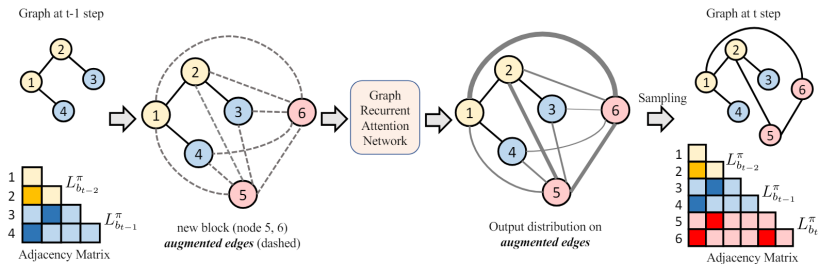 Graph at t-1 step
2
1
3
4
1
2
3
4
L^π_{b_{t-2}}
L^π_{b_{t-1}}
Adjacency Matrix
2
1
3
6
4
5
new block (node 5, 6)
augmented edges (dashed)
Graph
Recurrent
Attention
Network
2
1
3
6
4
5
Output distribution on
augmented edges
Sampling
Graph at t step
2
1
3
6
4
5
1
2
3
4
5
6
L^π_{b_{t-2}}
L^π_{b_{t-1}}
L^π_{b_t}
Adjacency Matrix